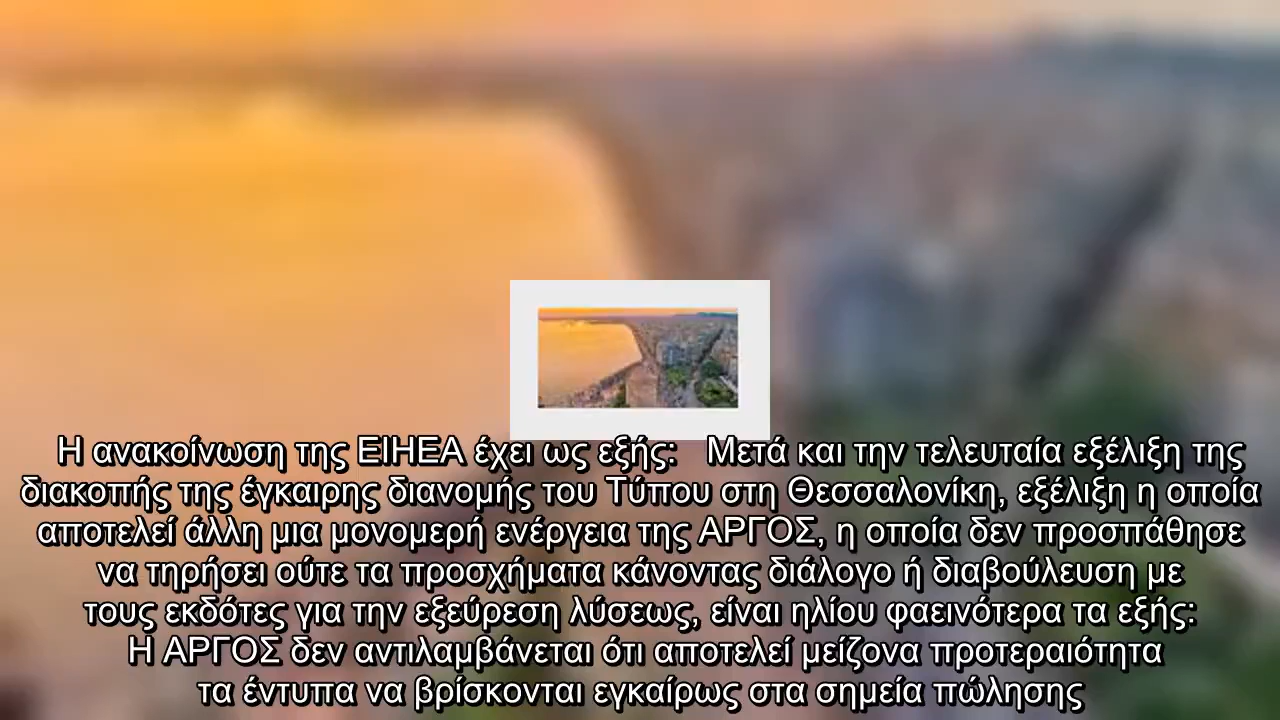 Η ανακοίνωση της ΕΙΗΕΑ έχει ως εξής:   Μετά και την τελευταία εξέλιξη της
διακοπής της έγκαιρης διανομής του Τύπου στη Θεσσαλονίκη, εξέλιξη η οποία
αποτελεί άλλη μια μονομερή ενέργεια της ΑΡΓΟΣ, η οποία δεν προσπάθησε
να τηρήσει ούτε τα προσχήματα κάνοντας διάλογο ή διαβούλευση με
τους εκδότες για την εξεύρεση λύσεως, είναι ηλίου φαεινότερα τα εξής:
Η ΑΡΓΟΣ δεν αντιλαμβάνεται ότι αποτελεί μείζονα προτεραιότητα
τα έντυπα να βρίσκονται εγκαίρως στα σημεία πώλησης